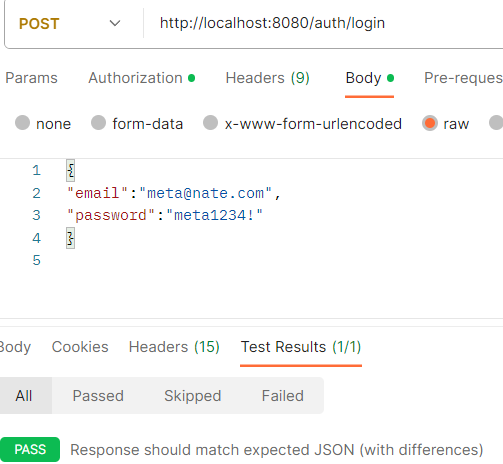 POST http://localhost:8080/auth/login
Params Authorization Headers (9) Body Pre-reques
none form-data x-www-form-urlencoded raw
1 {
2 "email":"meta@nate.com",
3 "password":"meta1234!"
4 }
5
Body Cookies Headers (15) Test Results (1/1)
All Passed Skipped Failed
PASS Response should match expected JSON (with differences)